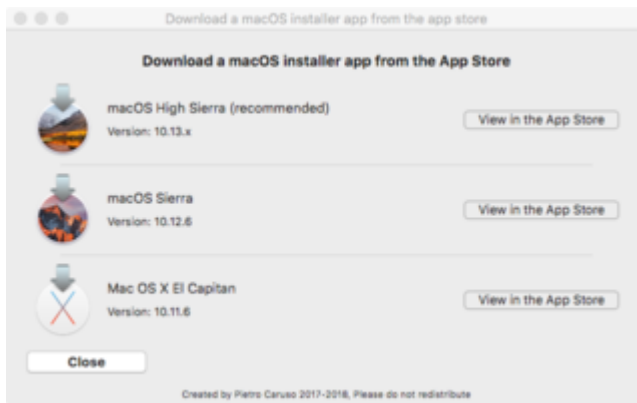 Download a macOS installer app from the app store
Download a macOS installer app from the App Store
macOS High Sierra (recommended)
Version: 10.13.x
View in the App Store
macOS Sierra
Version: 10.12.6
View in the App Store
Mac OS X El Capitan
Version: 10.11.6
View in the App Store
Close
Created by Pietro Caruso 2017-2018, Please do not redistribute